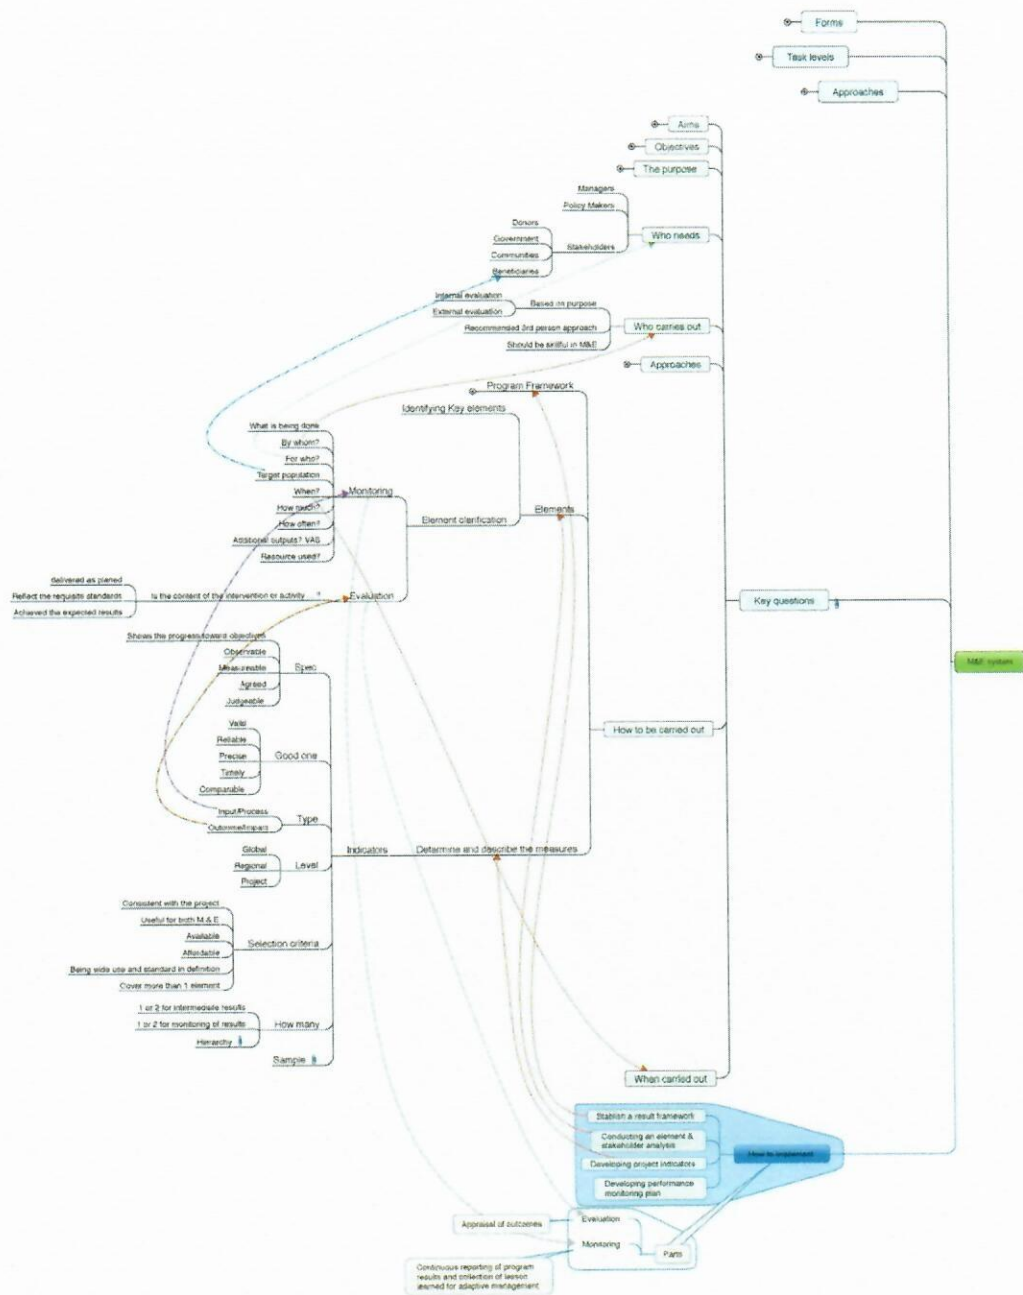 Forms
Task levels
Approaches
Aims
Objectives
The purpose
Managers
Policy Makers
Who needs
Donors
Government
Stakeholders
Communities
Beneficiaries
Internal evaluation
Based on purpose
External evaluation
Recommended 3rd person approach
Who carries out
Should be skillful in M&E
Approaches
Program Framework
Identifying Key elements
What is being done
By whom?
For who?
Target population
When?
Monitoring
How much?
Elements
How often?
Element clarification
Additional outputs? VAS
Resource used?
delivered as planed
Reflect the requisite standards
Is the content of the intervention or activity
Evaluation
Achieved the expected results
Key questions
Shows the progress toward objectives
Observable
Measureable
Spec
M&E system
Agreed
Judgeable
Valid
Reliable
How to be carried out
Precise
Good one
Timely
Comparable
Input/Process
Type
Outcome/Impact
Global
Indicators
Determine and describe the measures
Regional
Level
Project
Consistent with the project
Useful for both M & E
Available
Selection criteria
Affordable
Being wide use and standard in definition
Cover more than 1 element
1 or 2 for intermediate results
1 or 2 for monitoring of results
How many
Hierarchy
Sample
When carried out
Stablish a result framework
Conducting an element &
stakeholder analysis
How to implement
Developing project indicators
Developing performance
monitoring plan
Evaluation
Appraisal of outcomes
Monitoring
Parts
Continuous reporting of program
results and collection of lesson
learned for adaptive management